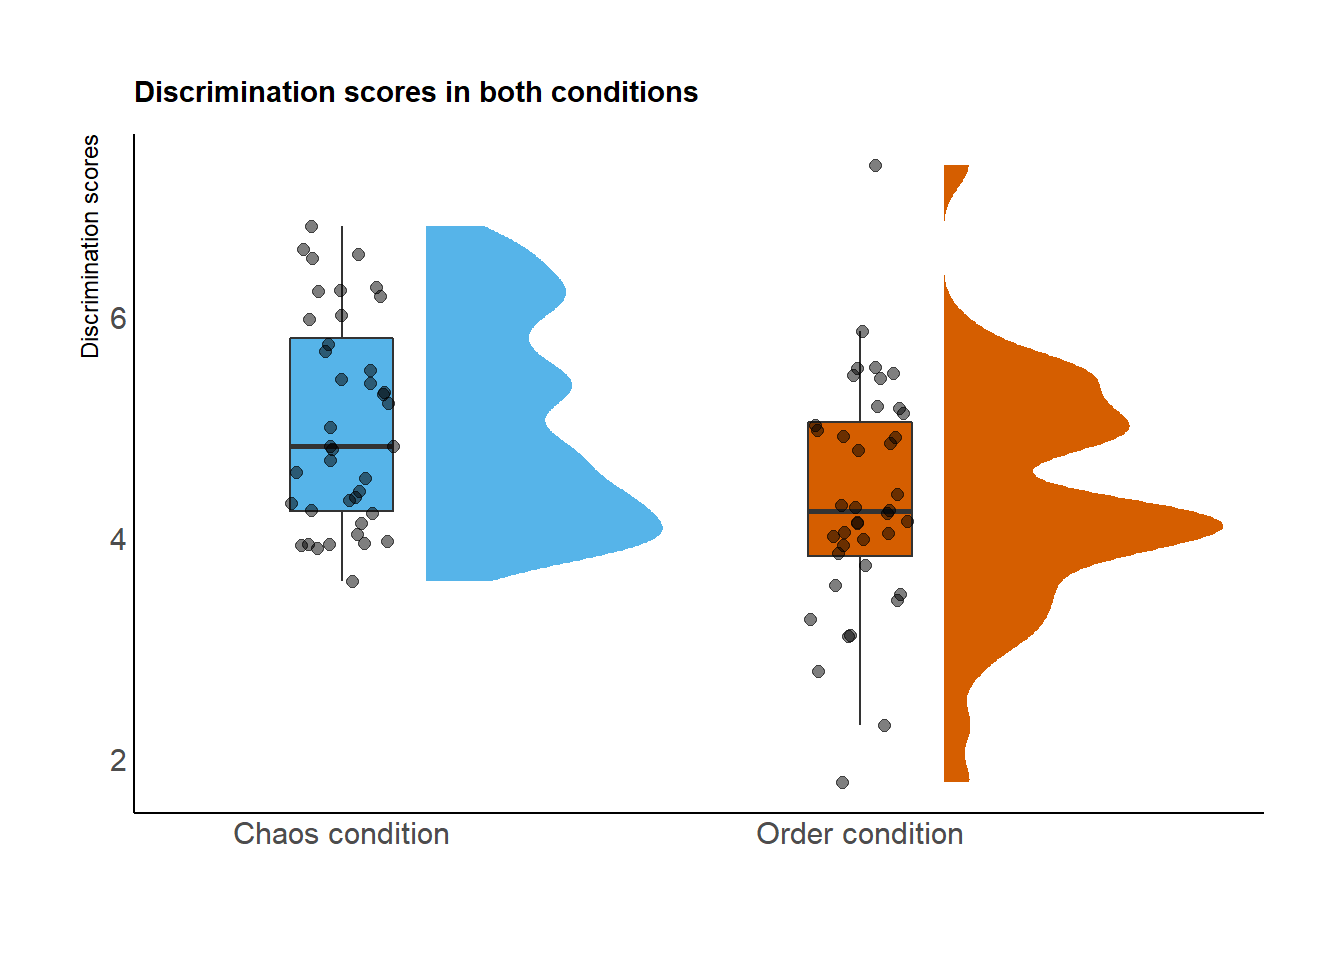 Discrimination scores in both conditions
Discrimination scores
6
4
2
Chaos condition
Order condition